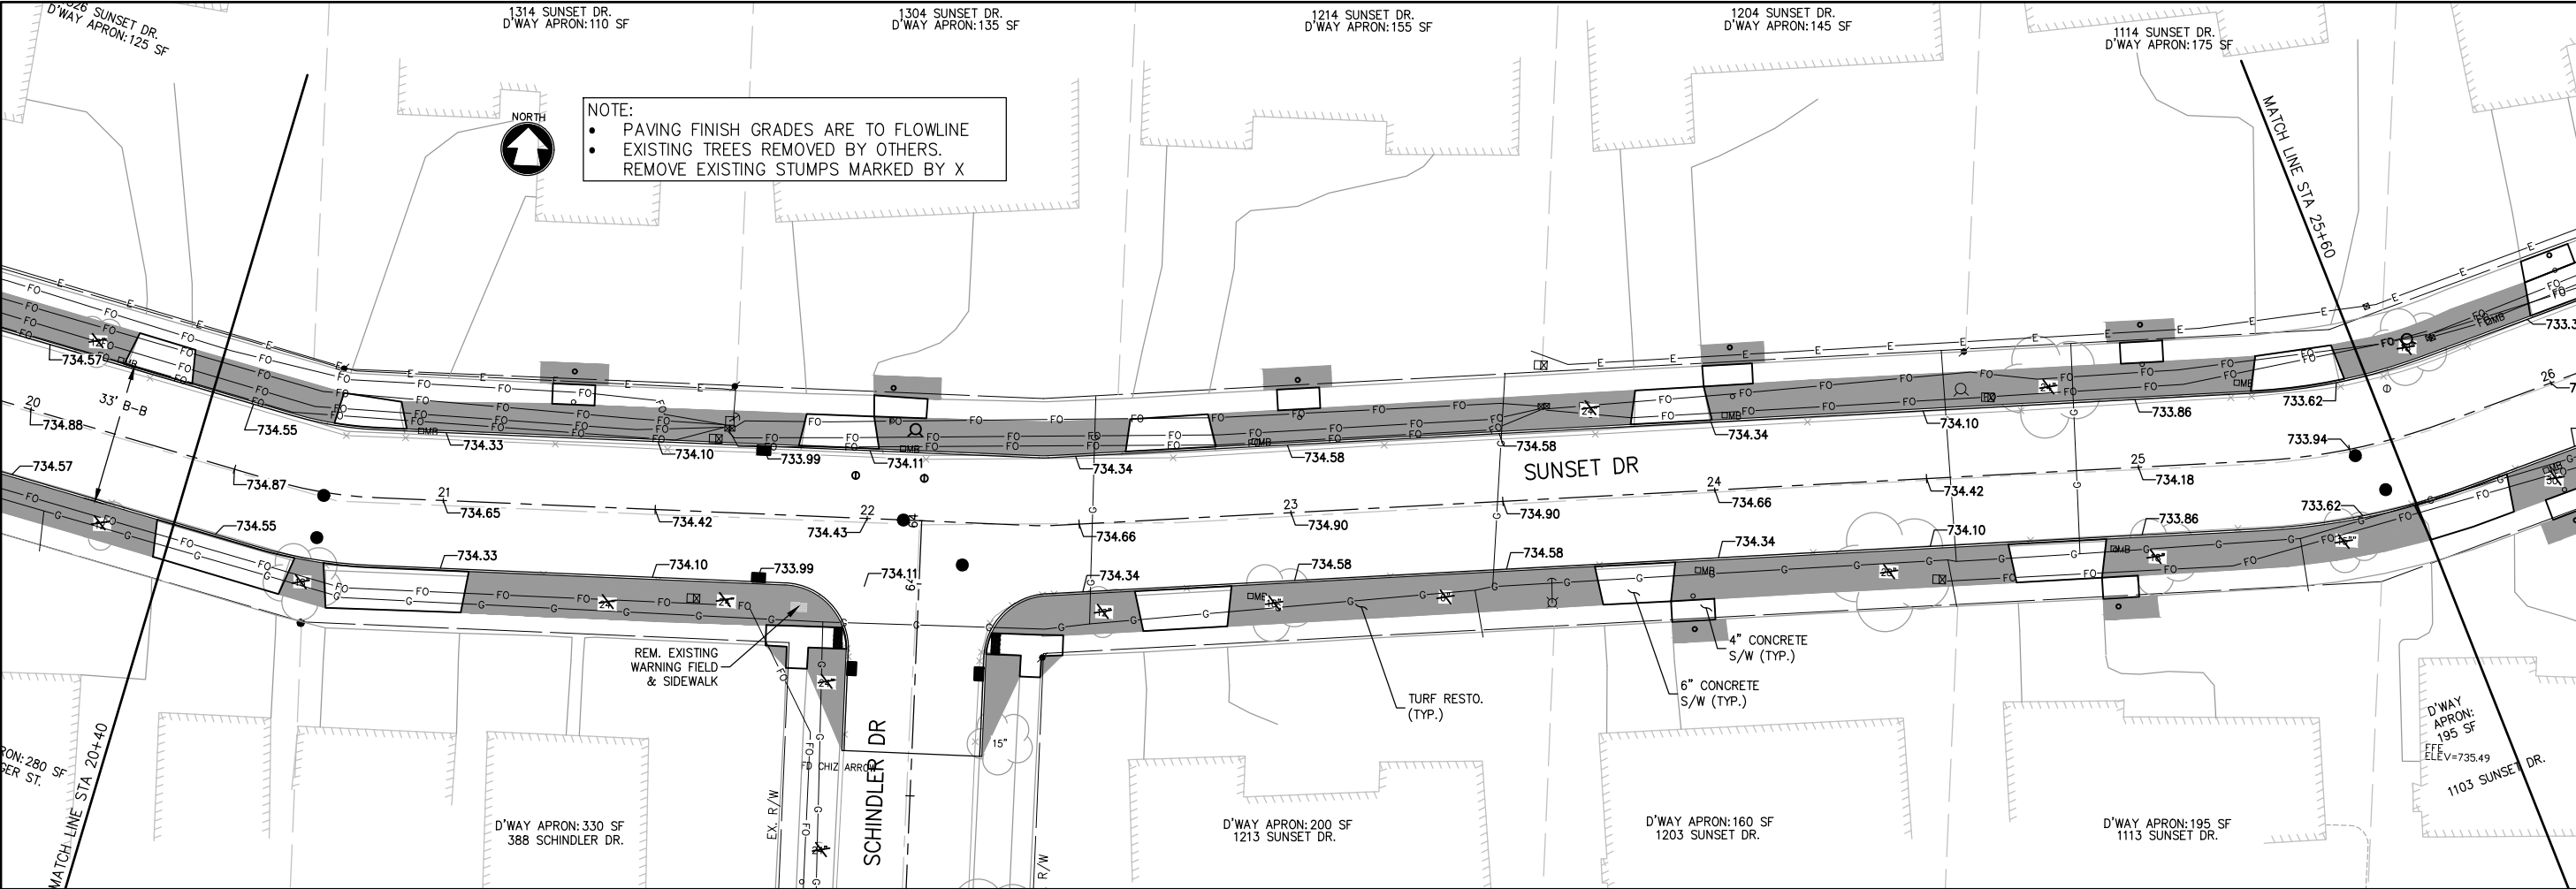 1314 SUNSET DR.
D'WAY APRON:110 SF
1304 SUNSET DR.
D'WAY APRON:135 SF
1214 SUNSET DR.
D'WAY APRON:155 SF
1204 SUNSET DR.
D'WAY APRON:145 SF
1114 SUNSET DR.
D'WAY APRON:175 SF
SUNSET DR.
D'WAY APRON:125 SF
NORTH
NOTE:
• PAVING FINISH GRADES ARE TO FLOWLINE
• EXISTING TREES REMOVED BY OTHERS.
REMOVE EXISTING STUMPS MARKED BY X
MATCH LINE STA 25+60
734.57
33' B-B
734.55
734.33
734.10
733.99
734.11
734.34
734.58
734.58
734.34
734.10
733.86
733.62
SUNSET DR
20
734.88
734.87
21
734.65
734.42
22
734.43
734.66
23
734.90
734.90
24
734.66
734.42
25
734.18
733.94
26
734.57
734.55
734.33
734.10
733.99
734.11
734.34
734.58
734.58
734.34
734.10
733.86
733.62
REM. EXISTING
WARNING FIELD
& SIDEWALK
4" CONCRETE
S/W (TYP.)
6" CONCRETE
S/W (TYP.)
TURF RESTO.
(TYP.)
15"
FD CHIZ ARROW
SCHINDLER DR
EX. R/W
R/W
MATCH LINE STA 20+40
D'WAY APRON:330 SF
388 SCHINDLER DR.
D'WAY APRON:200 SF
1213 SUNSET DR.
D'WAY APRON:160 SF
1203 SUNSET DR.
D'WAY APRON:195 SF
1113 SUNSET DR.
D'WAY
APRON:
195 SF
FFE
ELEV=735.49
1103 SUNSET DR.